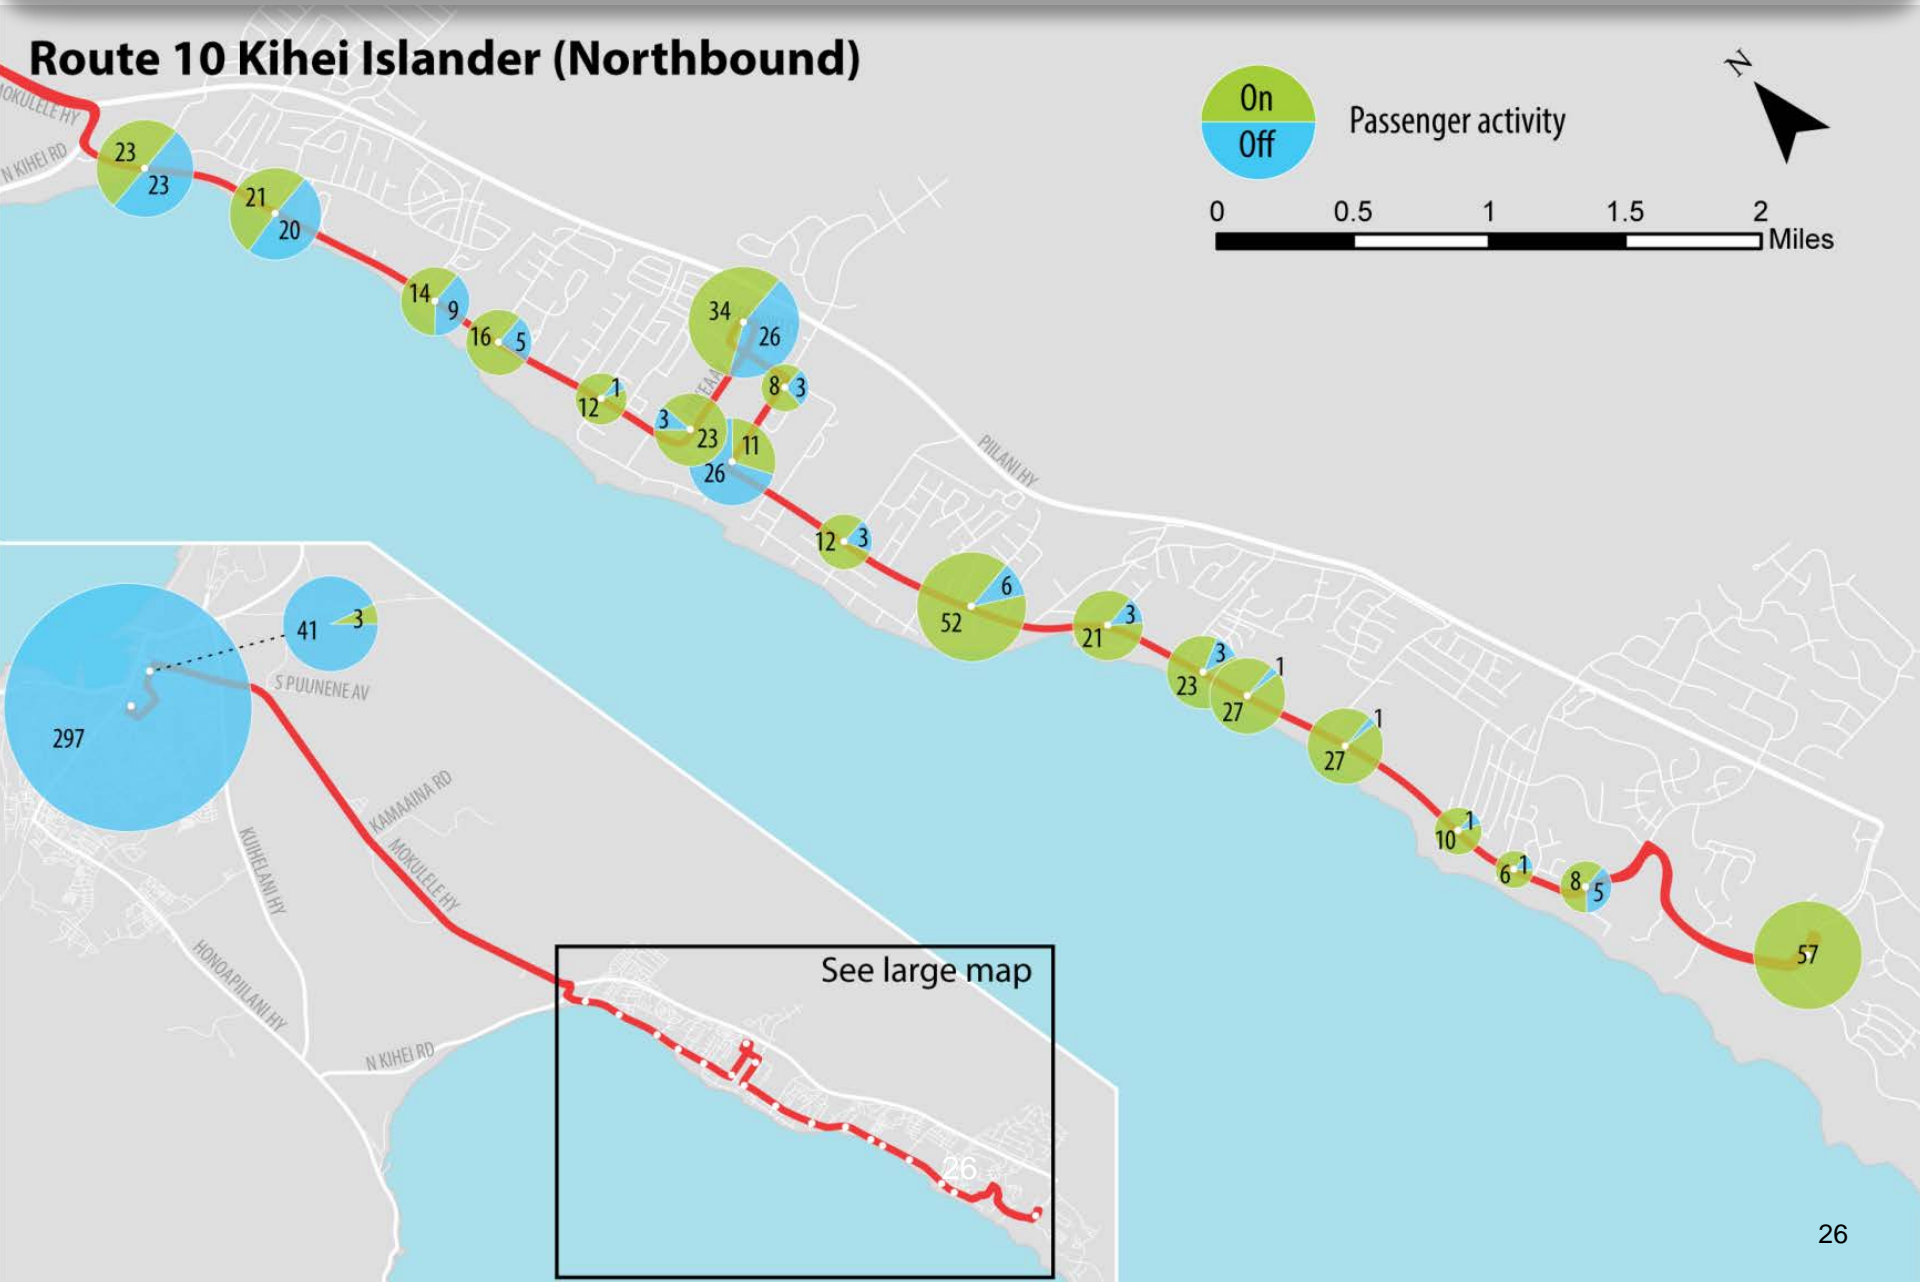 Route 10 Kihei Islander (Northbound)
N
On
Off
Passenger activity
0 0.5 1 1.5 2
Miles
MOKULELE HY
N KIHEI RD
23
23
21
20
14
9
16
5
12
1
34
26
8
3
3
23
11
26
PIILANI HY
12
3
52
6
21
3
23
3
27
1
27
1
10
1
6
1
8
5
57
297
41
3
S PUUNENE AV
KAMAAINA RD
MOKULELE HY
KUIHELANI HY
HONOAPIILANI HY
N KIHEI RD
See large map
26
26